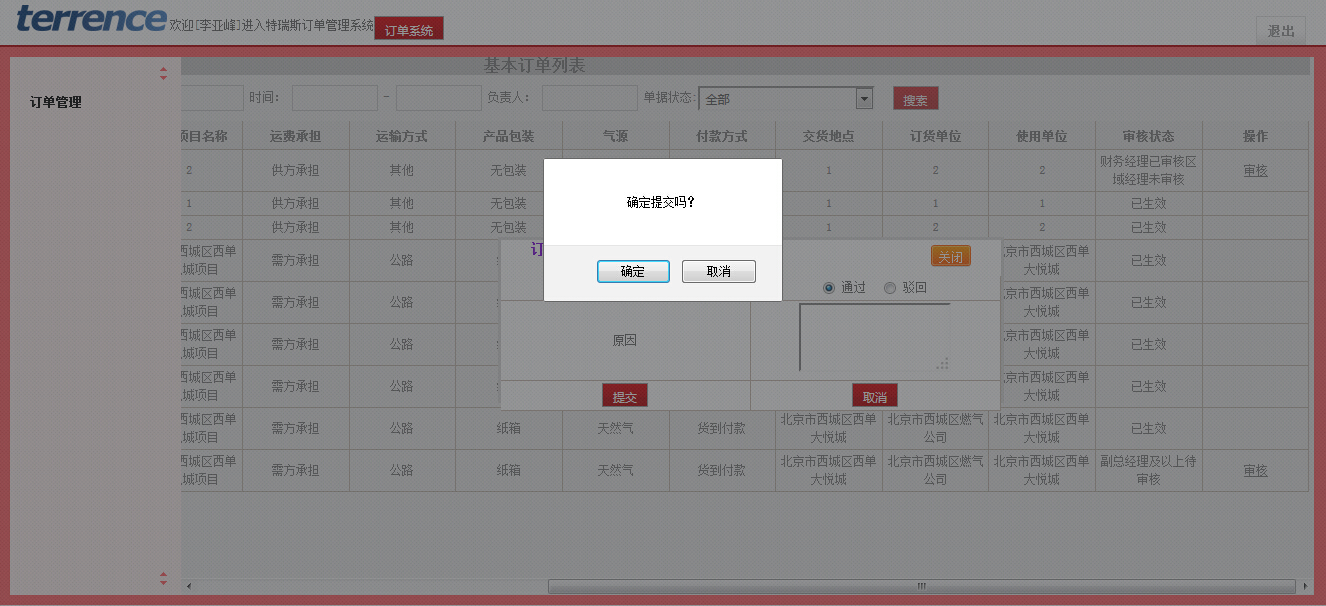 terrence 欢迎[李亚峰]进入特瑞斯订单管理系统 订单系统 退出
基本订单列表
订单管理
时间: - 负责人: 单据状态: 全部 搜索
项目名称 运费承担 运输方式 产品包装 气源 付款方式 交货地点 订货单位 使用单位 审核状态 操作
2 供方承担 其他 无包装 1 2 2 财务经理已审核区
域经理未审核 审核
1 供方承担 其他 无包装 1 1 1 已生效
2 供方承担 其他 无包装 1 2 2 已生效
确定提交吗?
确定 取消
订
关闭
通过 驳回
原因
提交 取消
西城区西单 京市西城区西单
城项目 需方承担 公路 大悦城 已生效
西城区西单 京市西城区西单
城项目 需方承担 公路 大悦城 已生效
西城区西单 京市西城区西单
城项目 需方承担 公路 大悦城 已生效
西城区西单 京市西城区西单
城项目 需方承担 公路 大悦城 已生效
西城区西单 北京市西城区西单 北京市西城区燃气 北京市西城区西单
城项目 需方承担 公路 纸箱 天然气 货到付款 大悦城 公司 大悦城 已生效
西城区西单 北京市西城区西单 北京市西城区燃气 北京市西城区西单 副总经理及以上待
城项目 需方承担 公路 纸箱 天然气 货到付款 大悦城 公司 大悦城 审核 审核